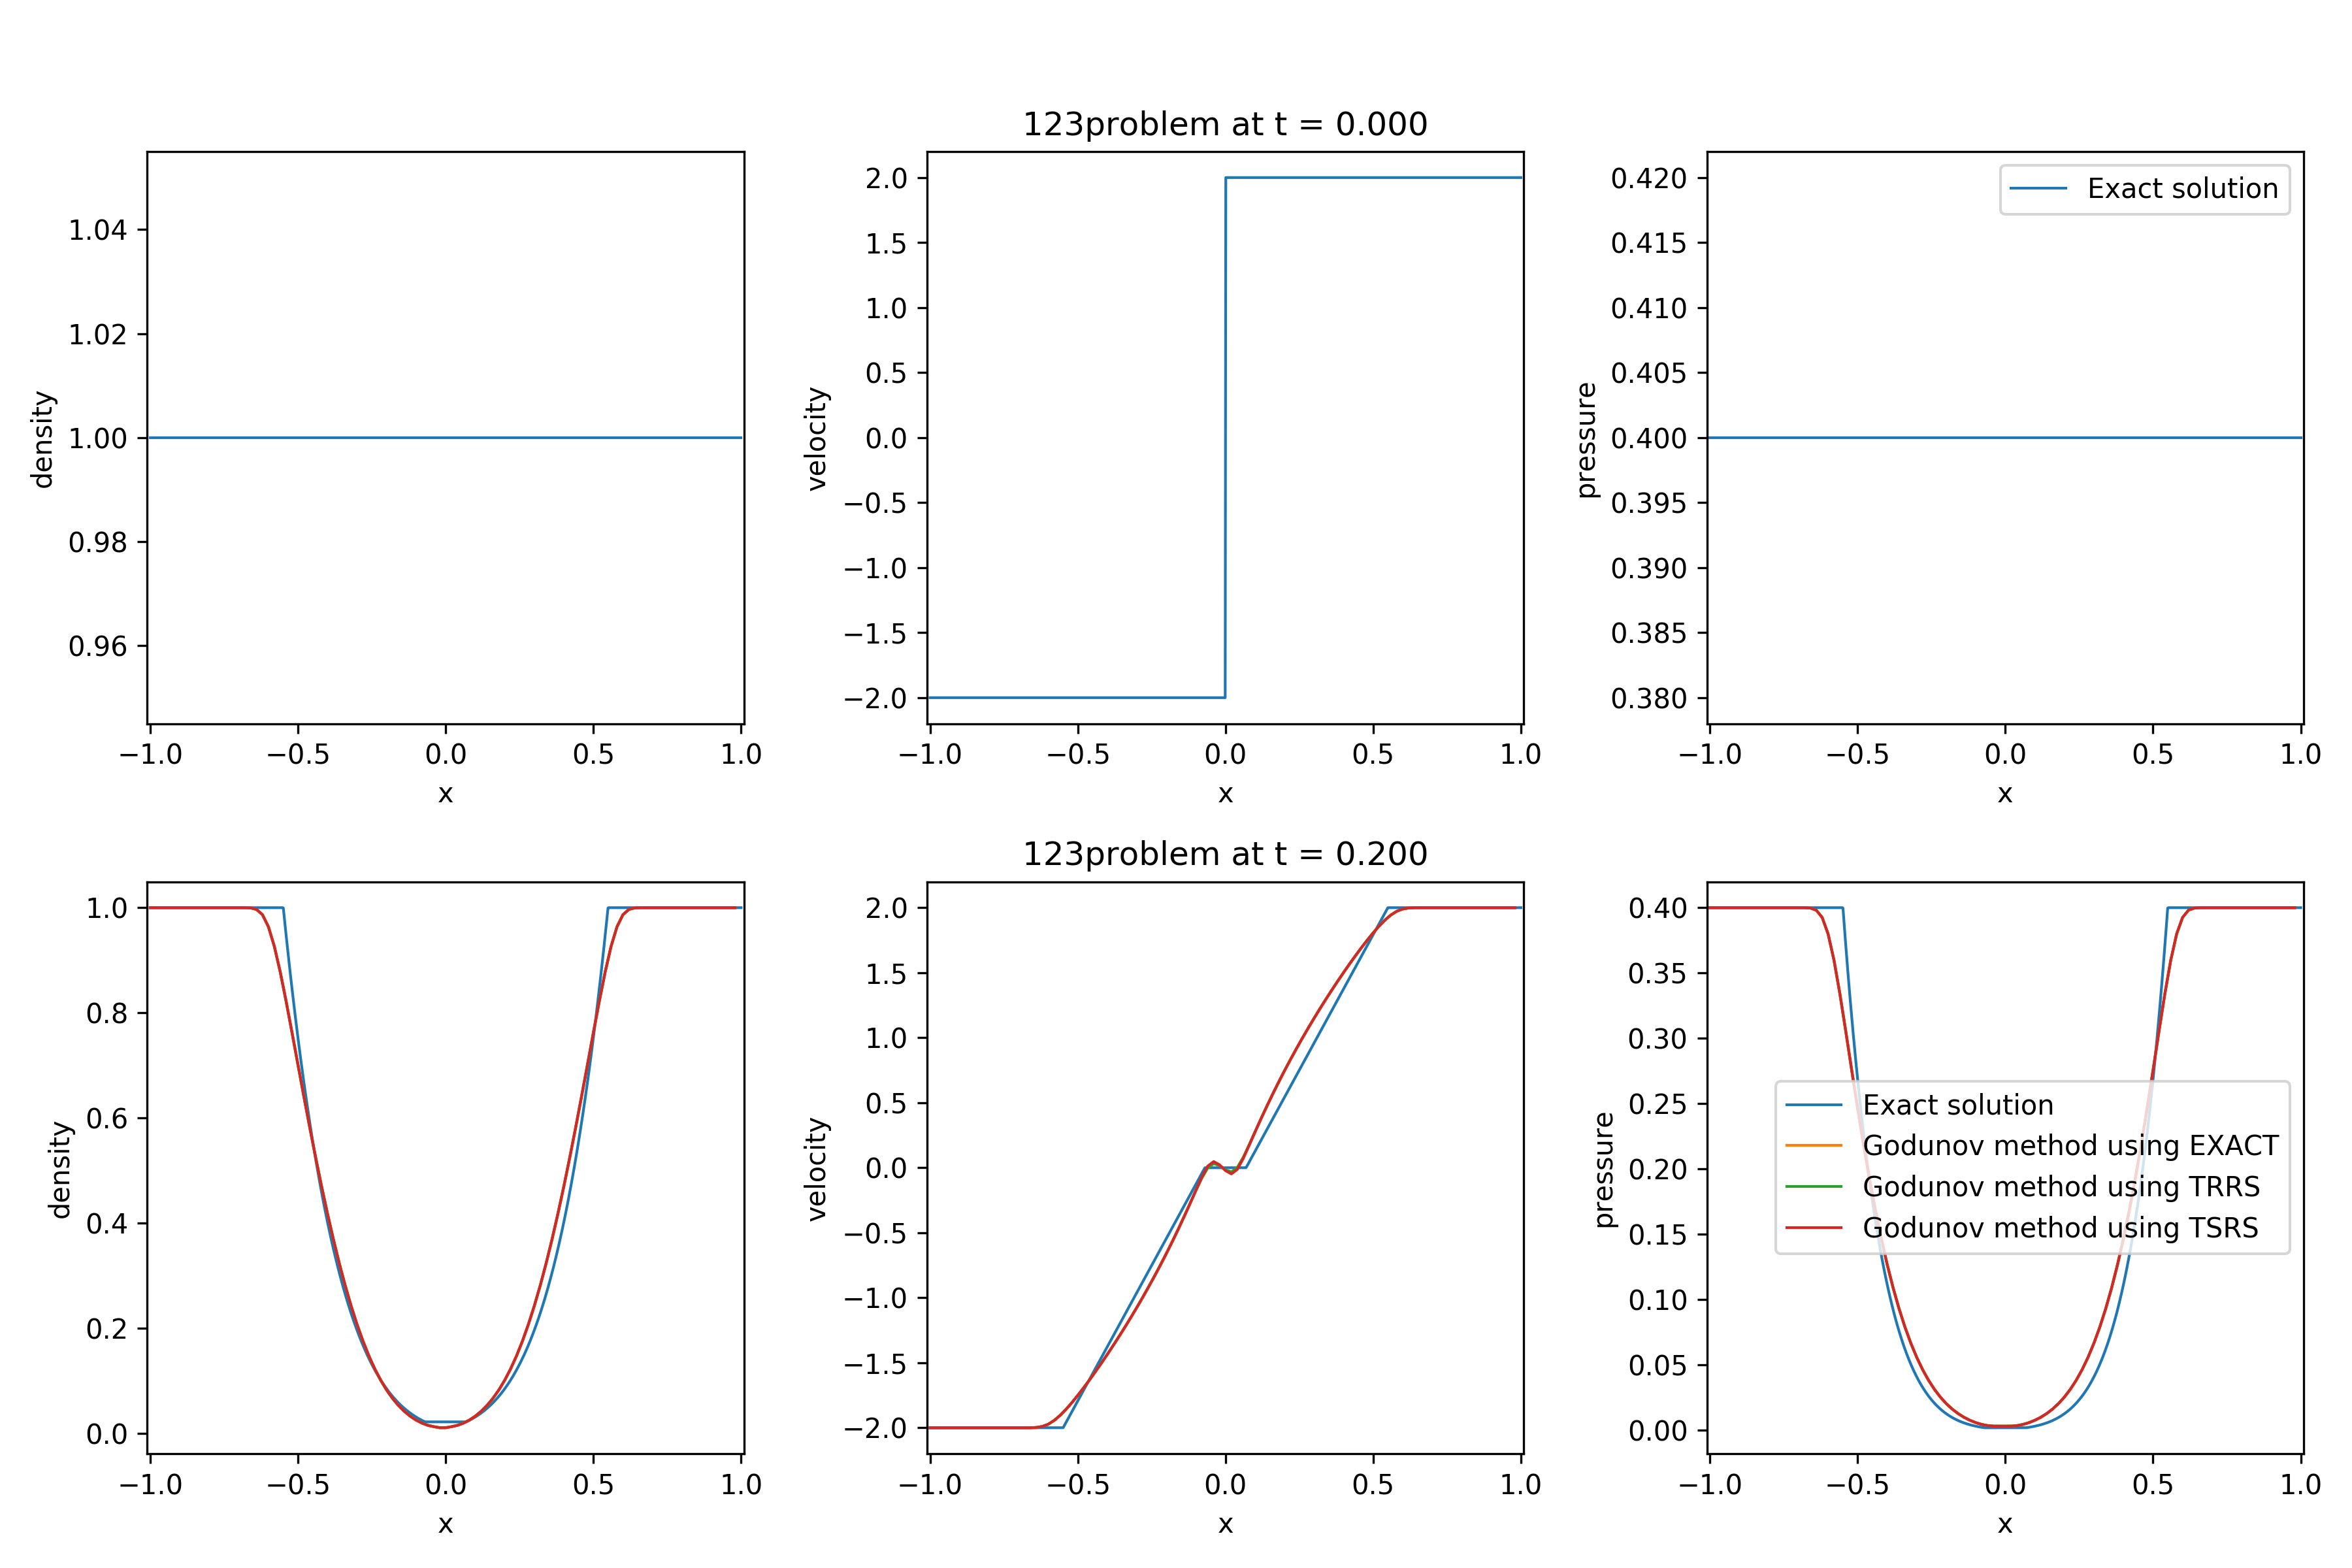 123problem at t = 0.000
density
1.04
1.02
1.00
0.98
0.96
−1.0 −0.5 0.0 0.5 1.0
x
velocity
2.0
1.5
1.0
0.5
0.0
−0.5
−1.0
−1.5
−2.0
−1.0 −0.5 0.0 0.5 1.0
x
pressure
0.420
0.415
0.410
0.405
0.400
0.395
0.390
0.385
0.380
−1.0 −0.5 0.0 0.5 1.0
x
Exact solution
123problem at t = 0.200
density
1.0
0.8
0.6
0.4
0.2
0.0
−1.0 −0.5 0.0 0.5 1.0
x
velocity
2.0
1.5
1.0
0.5
0.0
−0.5
−1.0
−1.5
−2.0
−1.0 −0.5 0.0 0.5 1.0
x
pressure
0.40
0.35
0.30
0.25
0.20
0.15
0.10
0.05
0.00
−1.0 −0.5 0.0 0.5 1.0
x
Exact solution
Godunov method using EXACT
Godunov method using TRRS
Godunov method using TSRS